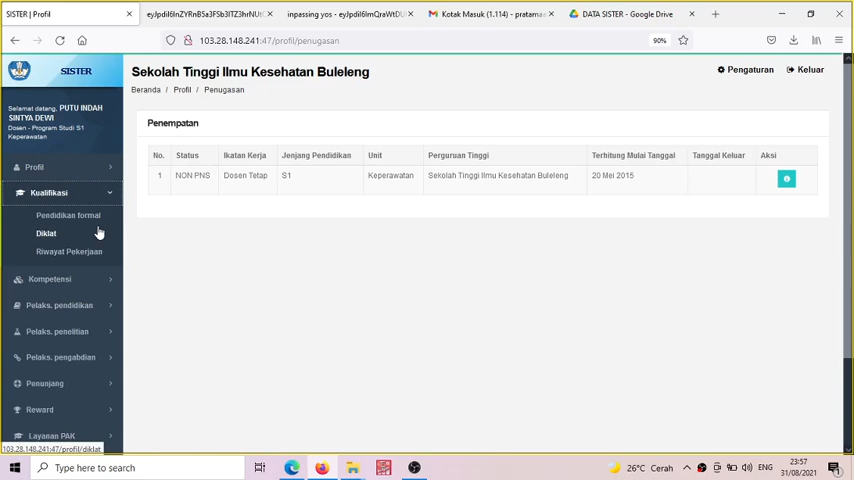 SISTER | Profil
eyJpdiI6InZYRnB5a3FSb3lTZ3hrNUt
inpassing yos - eyJpdiI6ImQraWtDU
Kotak Masuk (1.114) - pratama
DATA SISTER - Google Drive
103.28.148.241:47/profil/penugasan
90%
SISTER
Sekolah Tinggi Ilmu Kesehatan Buleleng
Pengaturan
Keluar
Beranda / Profil / Penugasan
Selamat datang, PUTU INDAH
SINTYA DEWI
Dosen - Program Studi S1
Keperawatan
Penempatan
No. Status Ikatan Kerja Jenjang Pendidikan Unit Perguruan Tinggi Terhitung Mulai Tanggal Tanggal Keluar Aksi
1 NON PNS Dosen Tetap S1 Keperawatan Sekolah Tinggi Ilmu Kesehatan Buleleng 20 Mei 2015
Profil
Kualifikasi
Pendidikan formal
Diklat
Riwayat Pekerjaan
Kompetensi
Pelaks. pendidikan
Pelaks. penelitian
Pelaks. pengabdian
Penunjang
Reward
Layanan PAK
103.28.148.241:47/profil/diklat
Type here to search
26°C Cerah
ENG
23:57
31/08/2021
1